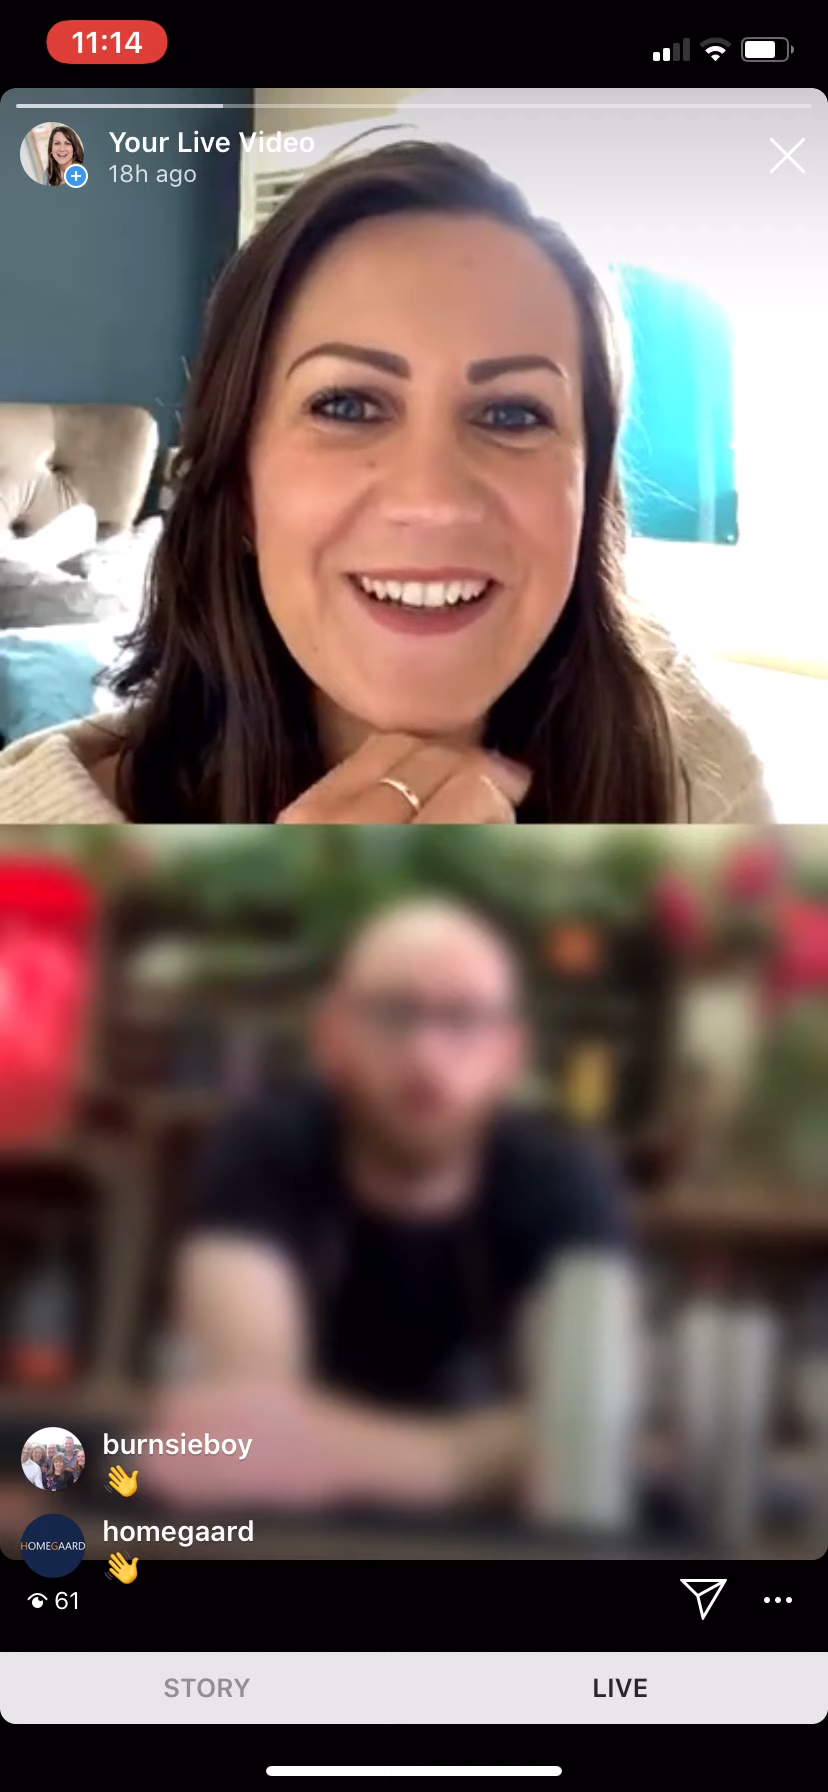 11:14
Your Live Video
18h ago
burnsieboy
👋
homegaard
👋
HOMEGAARD
61
STORY
LIVE